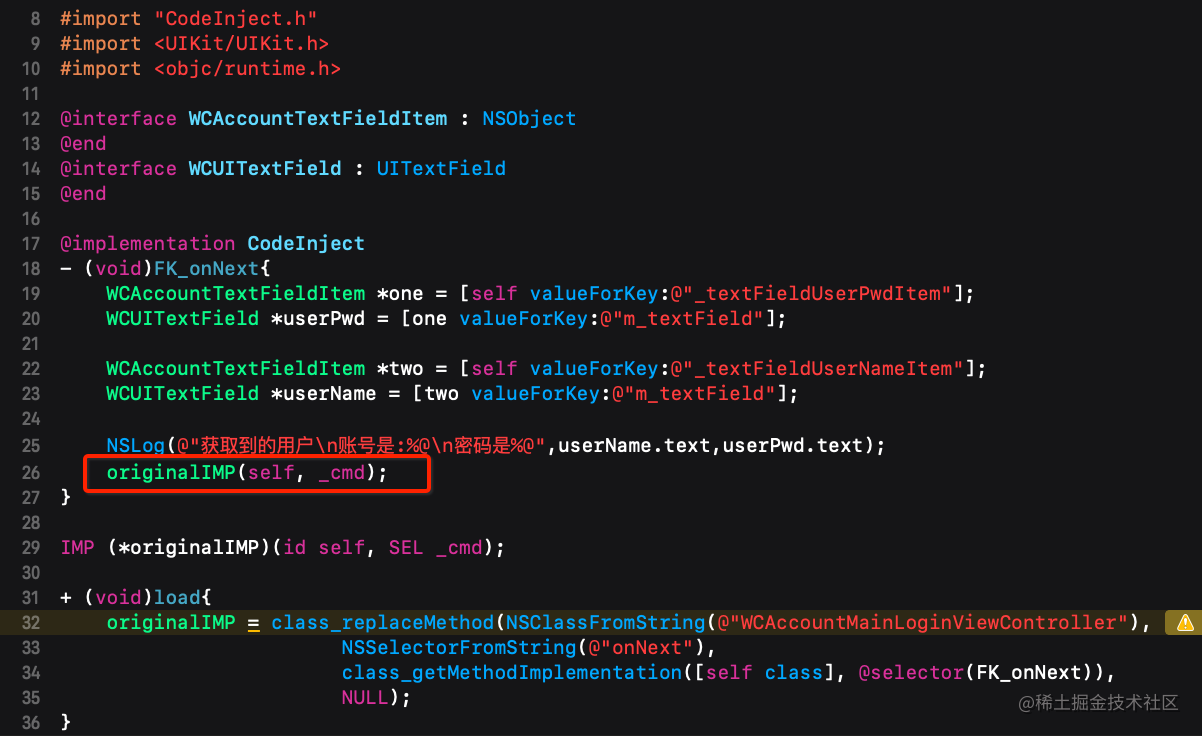 8 #import "CodeInject.h"
9 #import <UIKit/UIKit.h>
10 #import <objc/runtime.h>
11
12 @interface WCAccountTextFieldItem : NSObject
13 @end
14 @interface WCUITextField : UITextField
15 @end
16
17 @implementation CodeInject
18 - (void)FK_onNext{
19     WCAccountTextFieldItem *one = [self valueForKey:@"_textFieldUserPwdItem"];
20     WCUITextField *userPwd = [one valueForKey:@"m_textField"];
21
22     WCAccountTextFieldItem *two = [self valueForKey:@"_textFieldUserNameItem"];
23     WCUITextField *userName = [two valueForKey:@"m_textField"];
24
25     NSLog(@"获取到的用户\n账号是:%@\n密码是%@",userName.text,userPwd.text);
26     originalIMP(self, _cmd);
27 }
28
29 IMP (*originalIMP)(id self, SEL _cmd);
30
31 + (void)load{
32     originalIMP = class_replaceMethod(NSClassFromString(@"WCAccountMainLoginViewController"),
33                         NSSelectorFromString(@"onNext"),
34                         class_getMethodImplementation([self class], @selector(FK_onNext)),
35                         NULL);
36 }
@稀土掘金技术社区